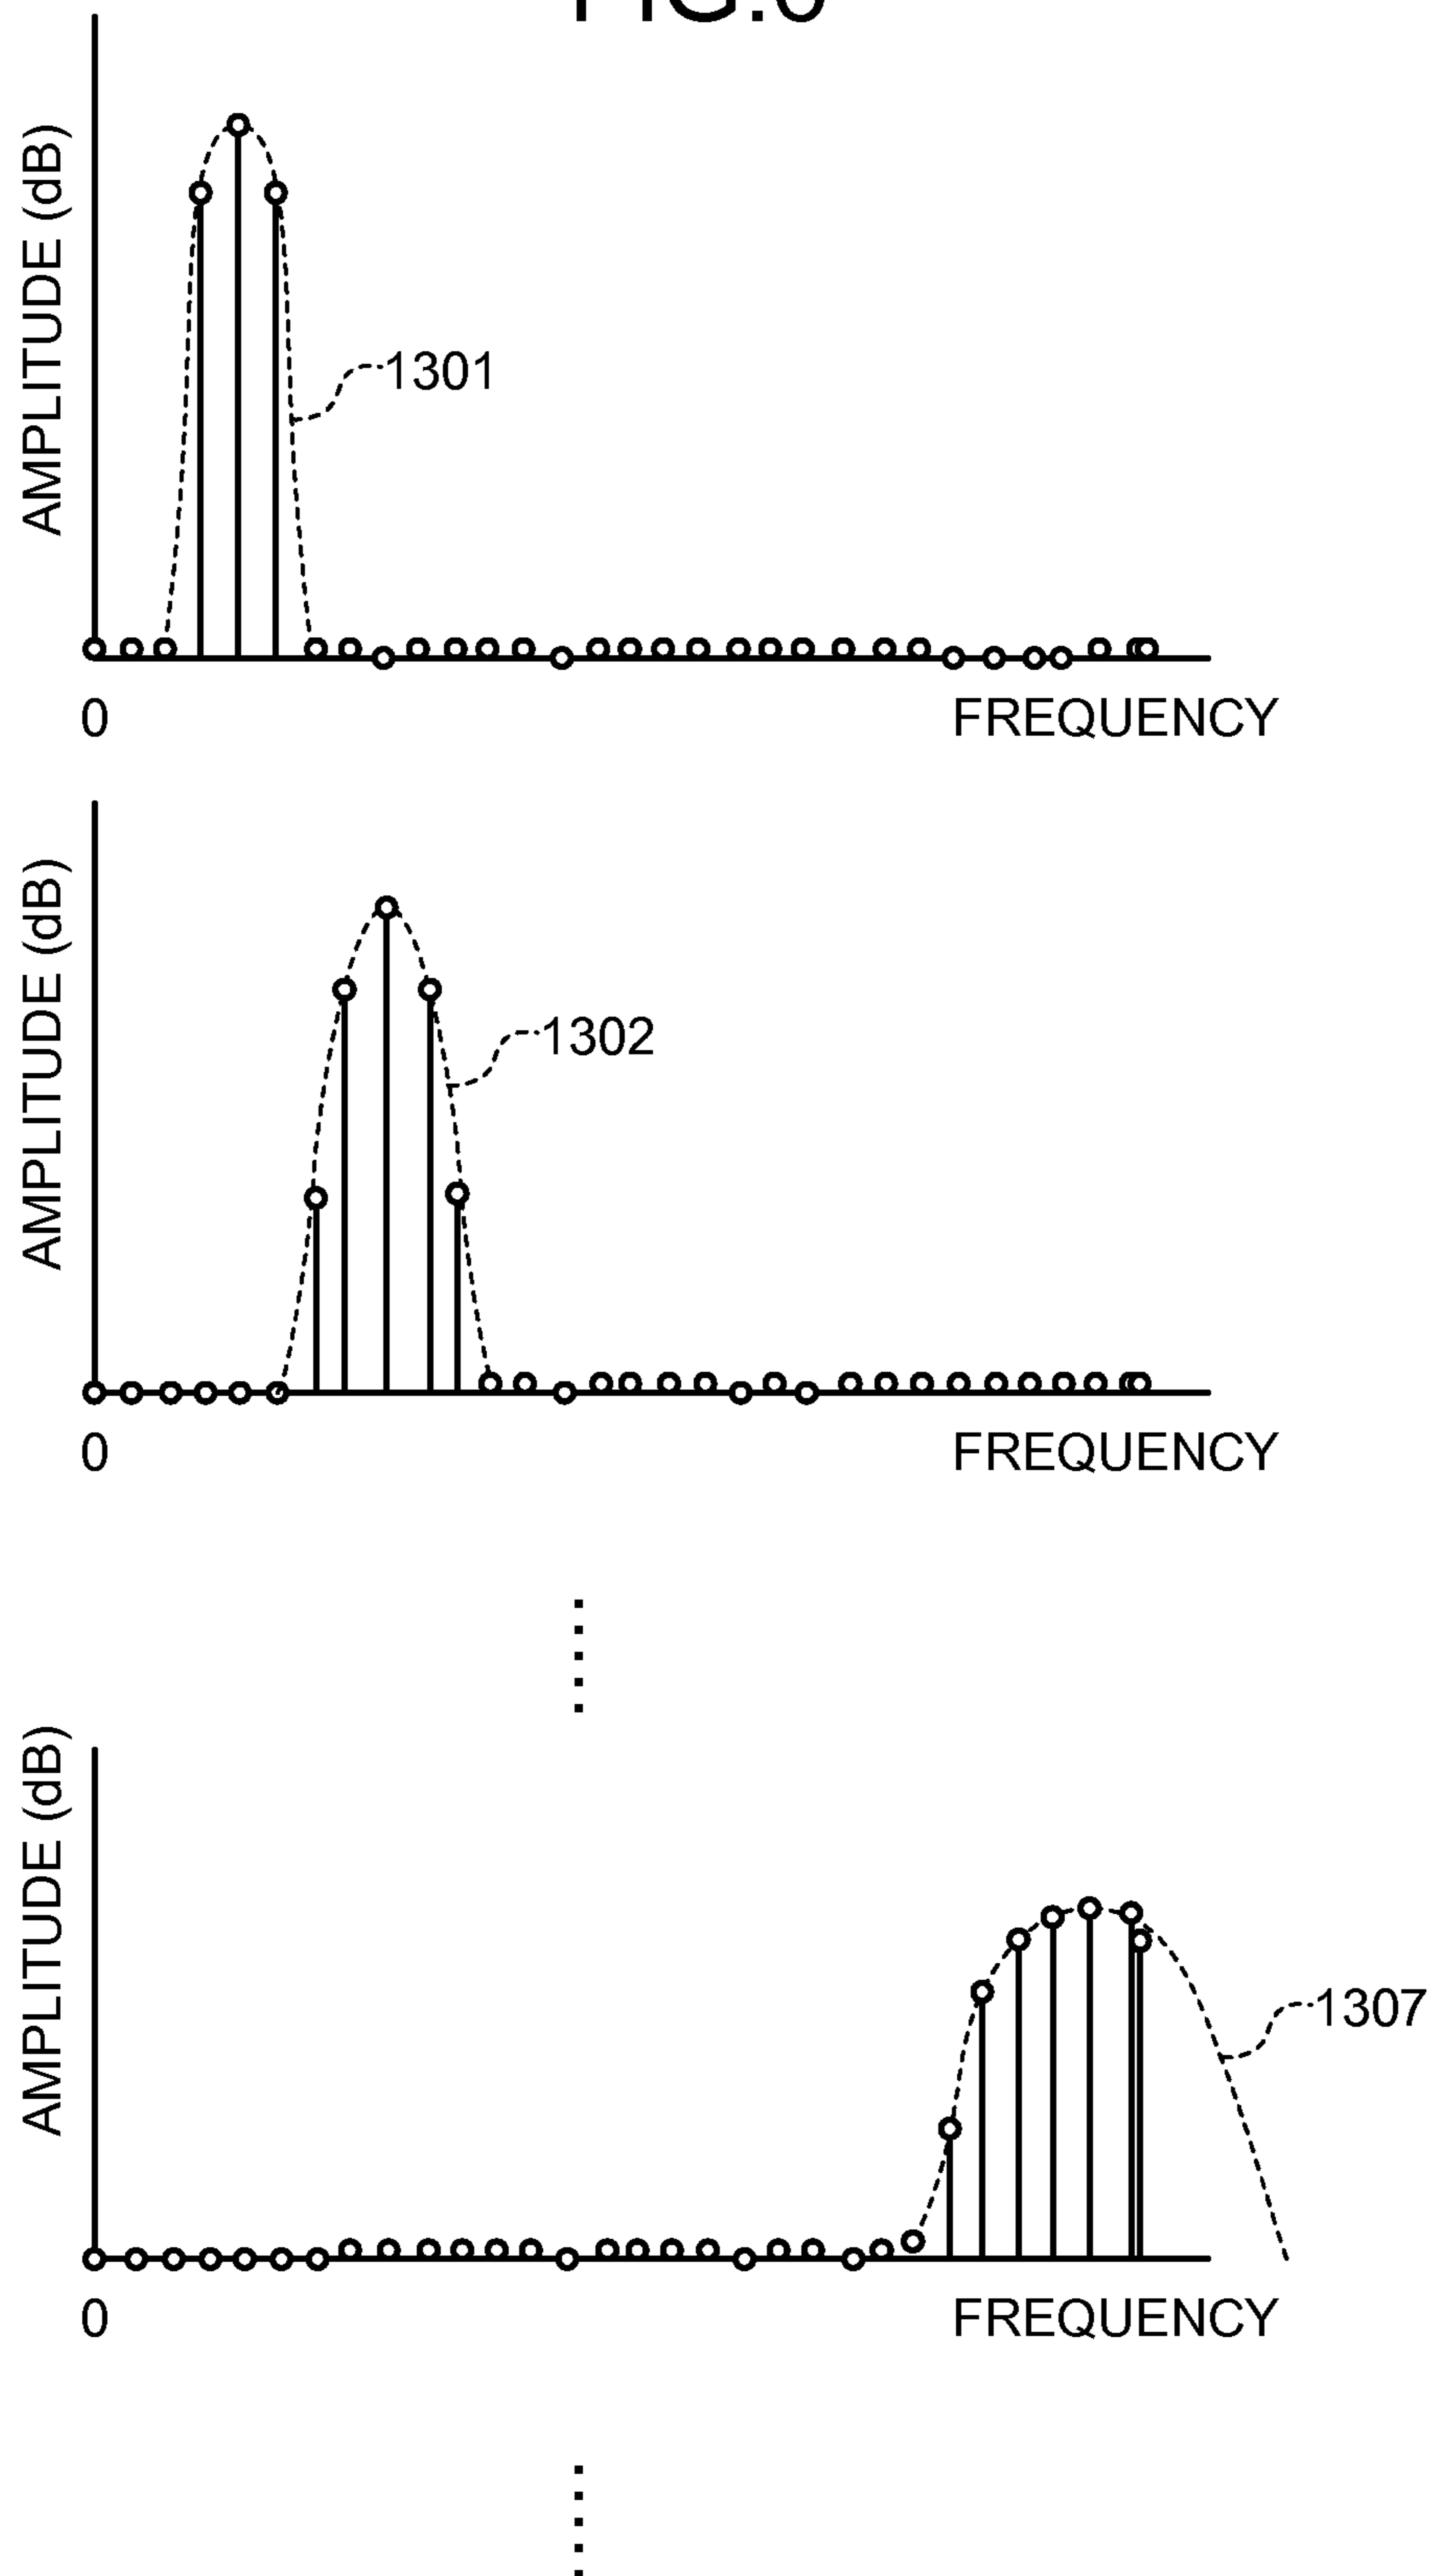 AMPLITUDE (dB)
1301
0
FREQUENCY
AMPLITUDE (dB)
1302
0
FREQUENCY
AMPLITUDE (dB)
1307
0
FREQUENCY